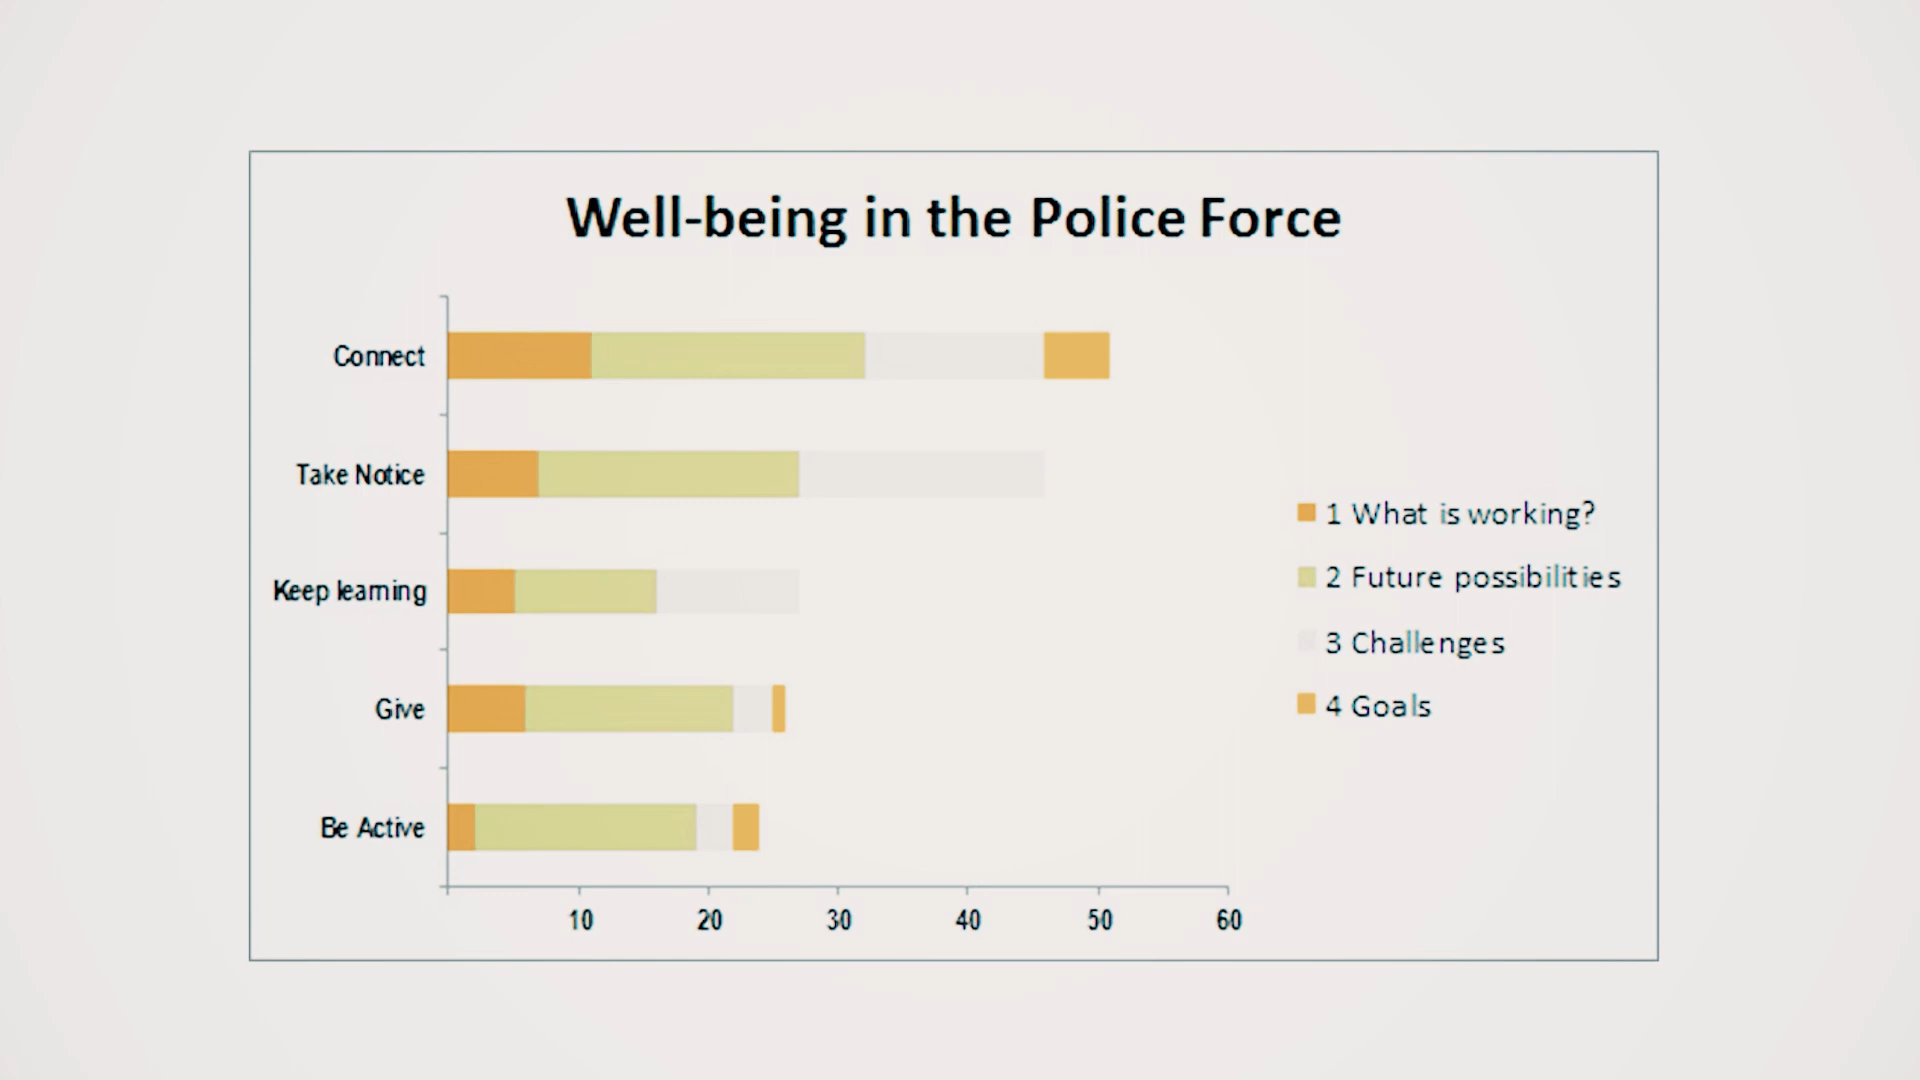 Well-being in the Police Force
Connect
Take Notice
Keep learning
Give
Be Active
10 20 30 40 50 60
1 What is working?
2 Future possibilities
3 Challenges
4 Goals